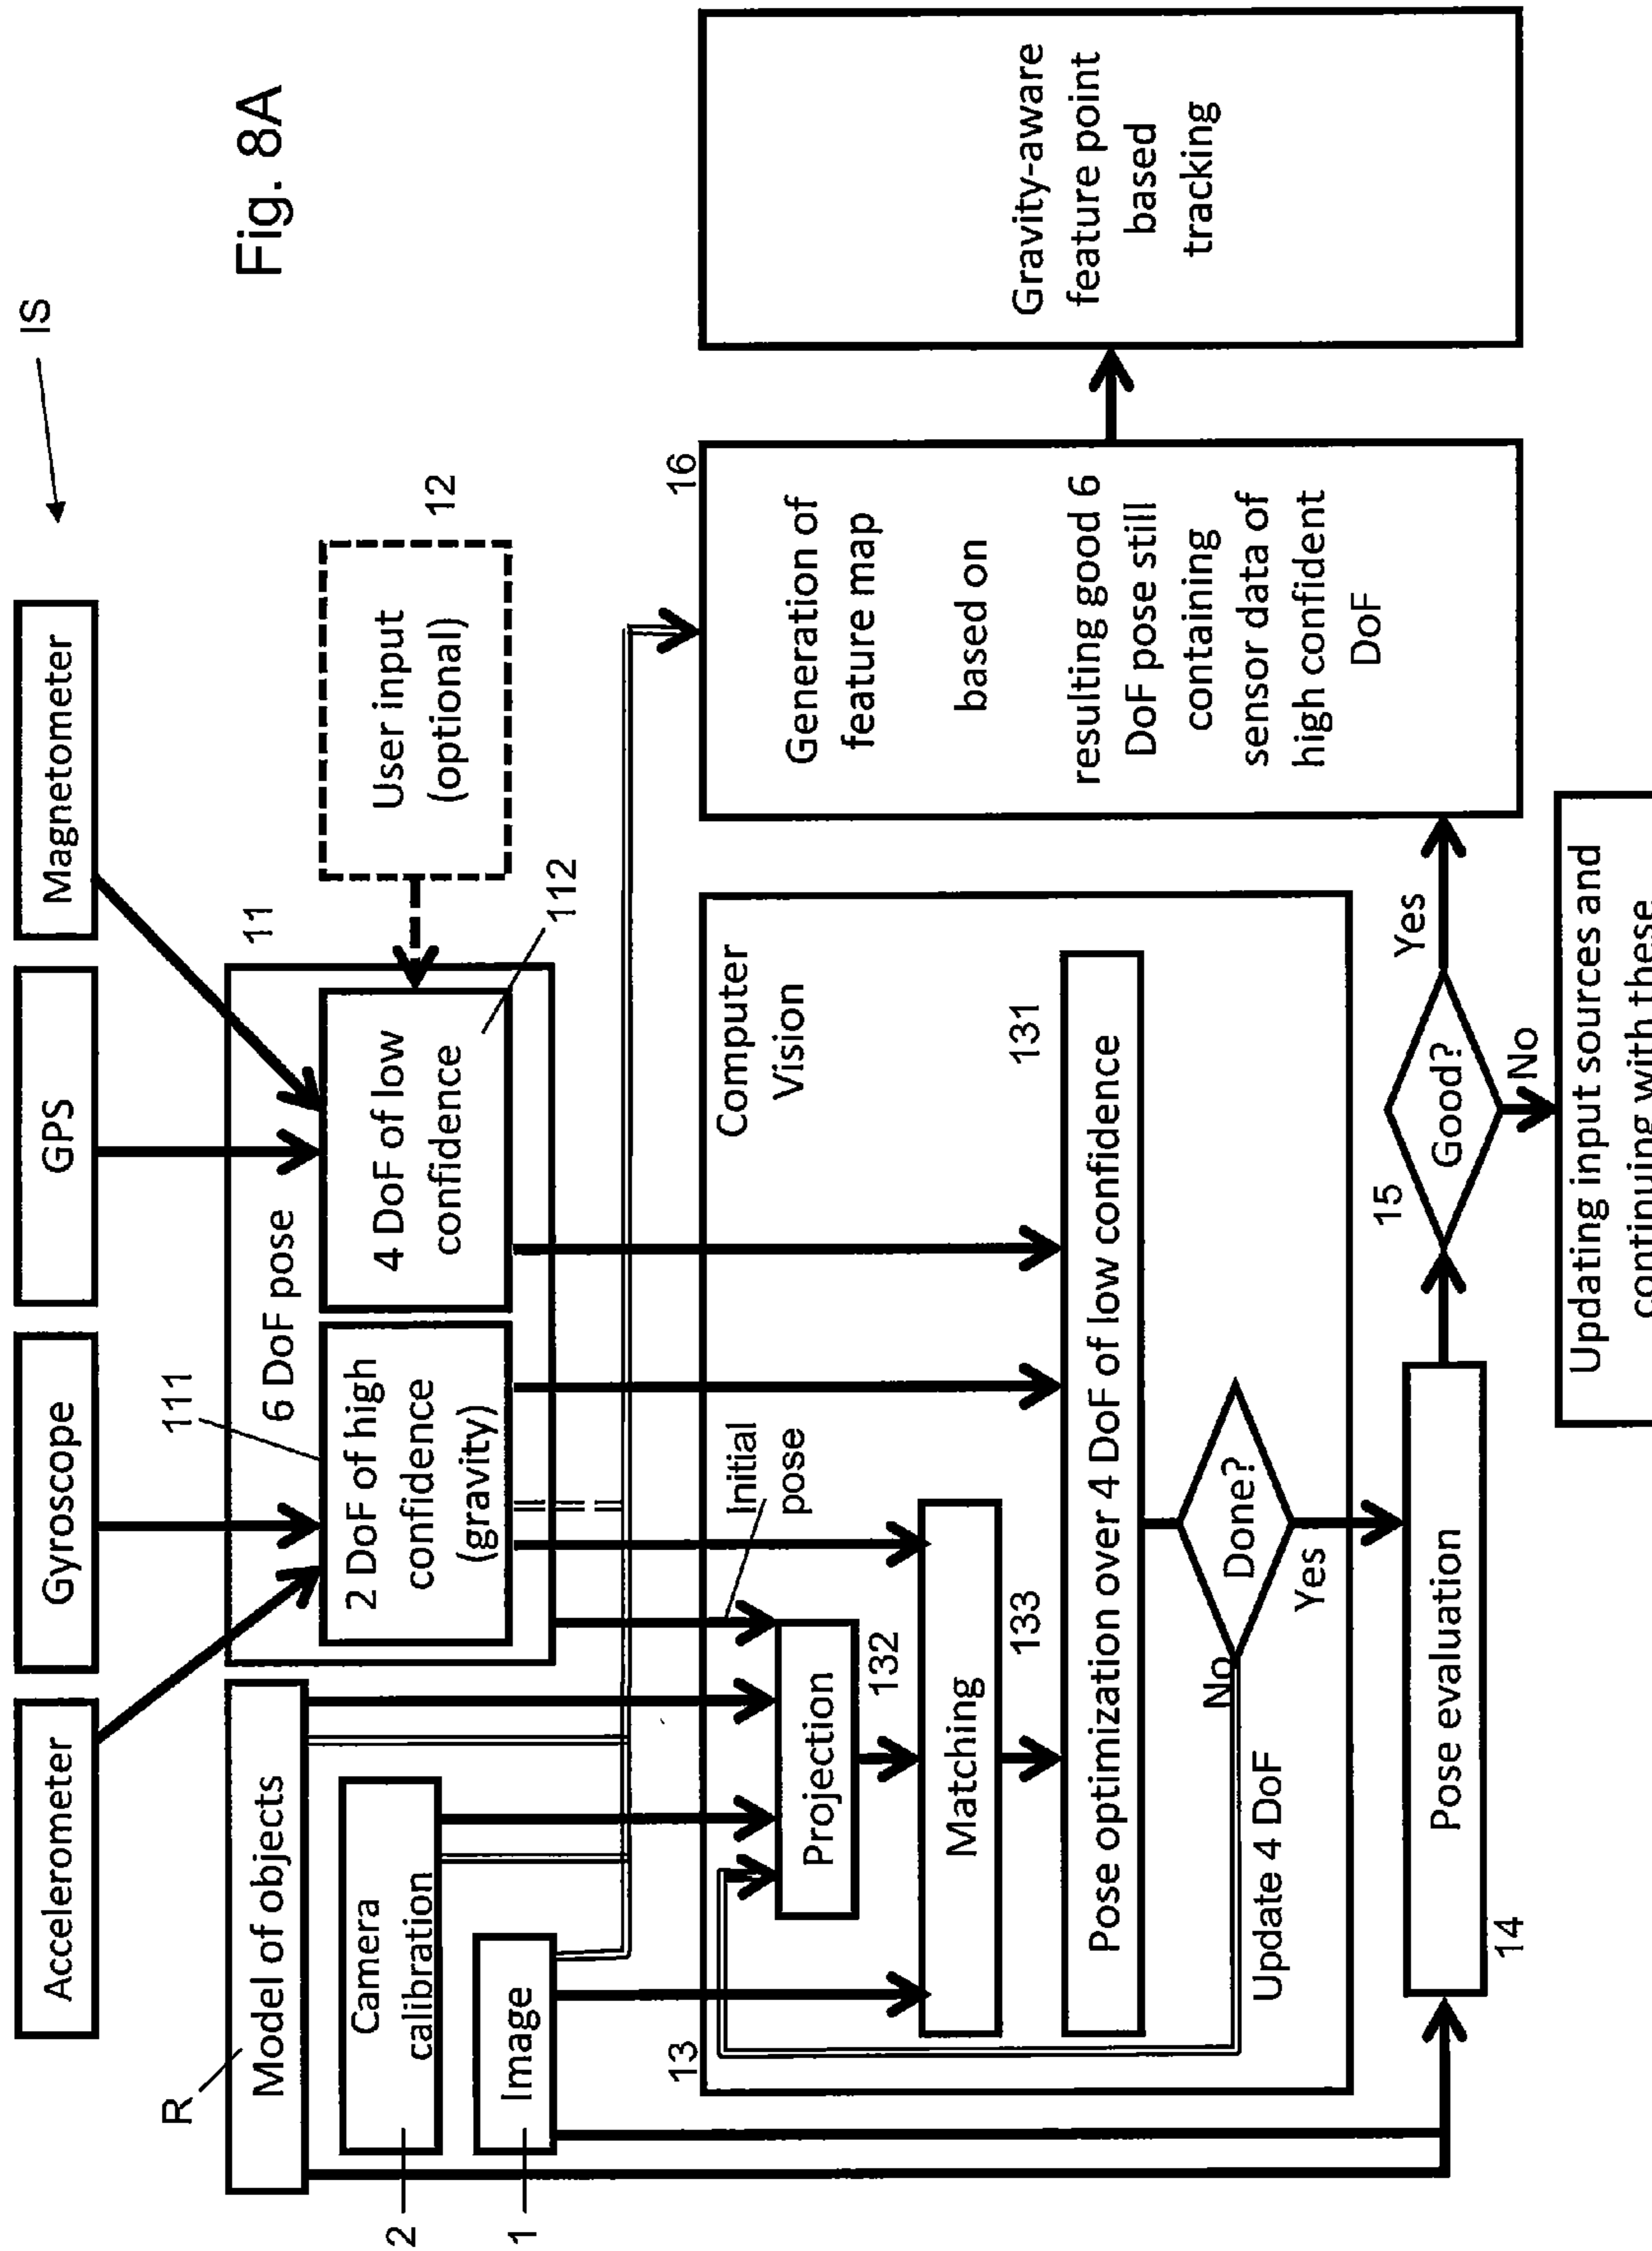 Fig. 8A
IS
Accelerometer
Gyroscope
GPS
Magnetometer
R
Model of objects
111
6 DoF pose
11
2 DoF of high
confidence
(gravity)
4 DoF of low
confidence
112
User input
(optional)
12
2
Camera
calibration
1
Image
Initial
pose
13
Computer
Vision
Projection
132
Matching
133
131
Pose optimization over 4 DoF of low confidence
Done?
No
Yes
Update 4 DoF
14
Pose evaluation
15
Good?
Yes
No
Updating input sources and
continuing with these
16
Generation of
feature map
based on
resulting good 6
DoF pose still
containing
sensor data of
high confident
DoF
Gravity-aware
feature point
based
tracking